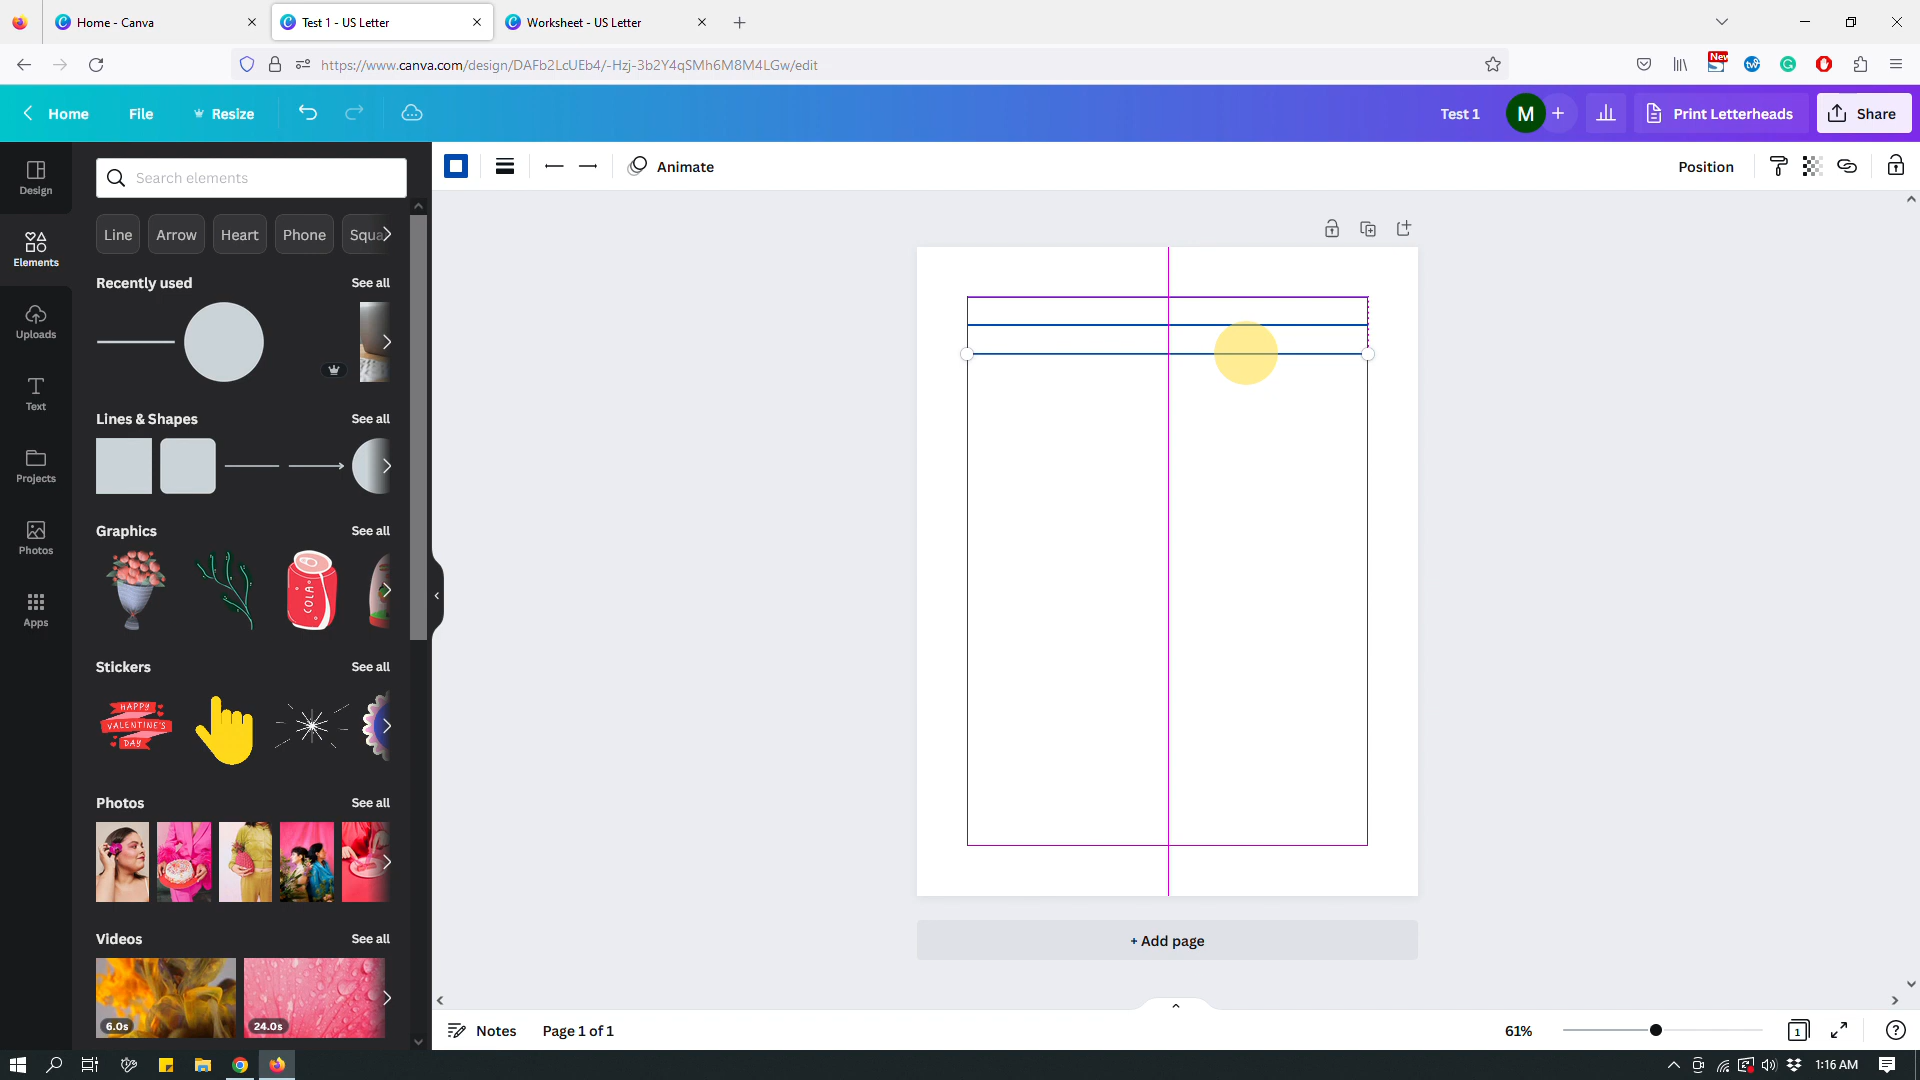 Home - Canva
Test 1 - US Letter
Worksheet - US Letter
https://www.canva.com/design/DAFb2LcUEb4/-Hzj-3b2Y4qSMh6M8M4LGw/edit
New
Home
File
Resize
Test 1
M
Print Letterheads
Share
Design
Elements
Uploads
Text
Projects
Photos
Apps
Search elements
Line
Arrow
Heart
Phone
Squa
Recently used
See all
Lines & Shapes
See all
Graphics
See all
COLA
Stickers
See all
HAPPY
VALENTINE'S
DAY
Photos
See all
Videos
See all
6.0s
24.0s
Animate
Position
+ Add page
Notes
Page 1 of 1
61%
1
1:16 AM